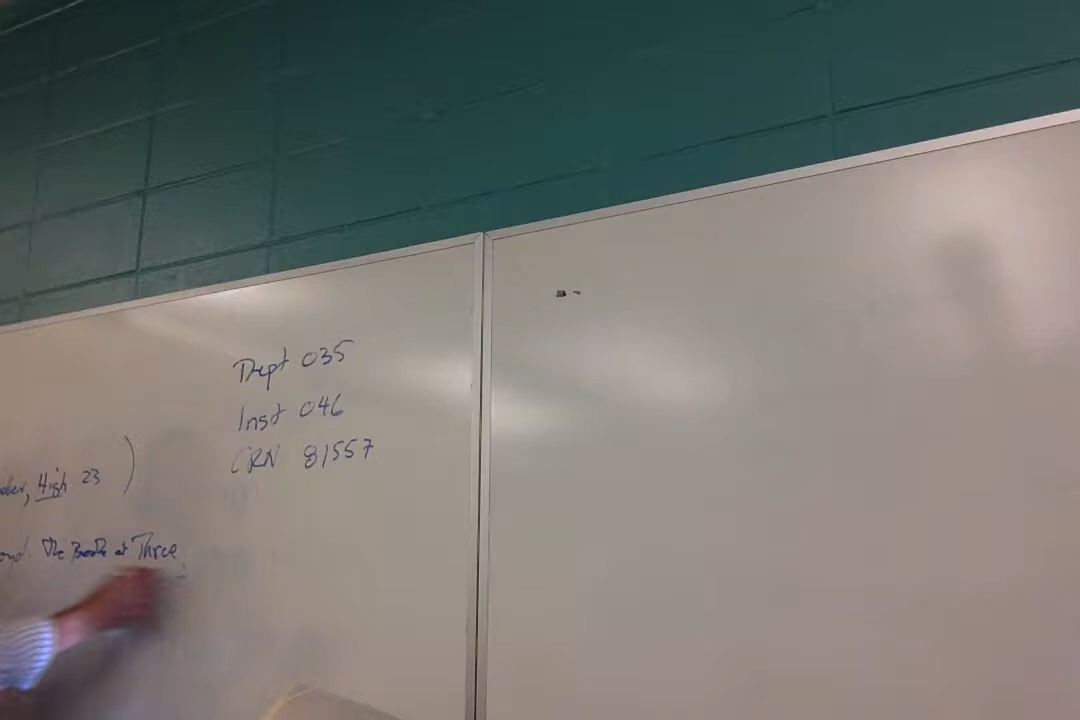 Dept 035
Inst 046
CRN 81557
High 23 )
The Book of Three